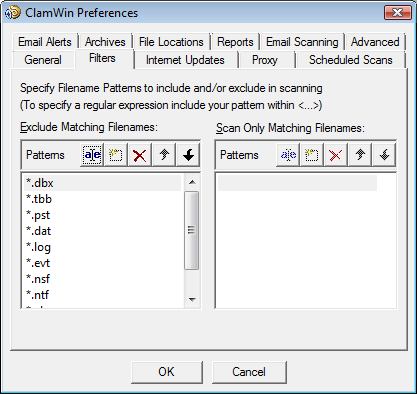 ClamWin Preferences
Email Alerts Archives File Locations Reports Email Scanning Advanced
General Filters Internet Updates Proxy Scheduled Scans
Specify Filename Patterns to include and/or exclude in scanning
(To specify a regular expression include your pattern within <...>)
Exclude Matching Filenames: Scan Only Matching Filenames:
Patterns a/e Patterns a/e
*.dbx
*.tbb
*.pst
*.dat
*.log
*.evt
*.nsf
*.ntf
OK Cancel